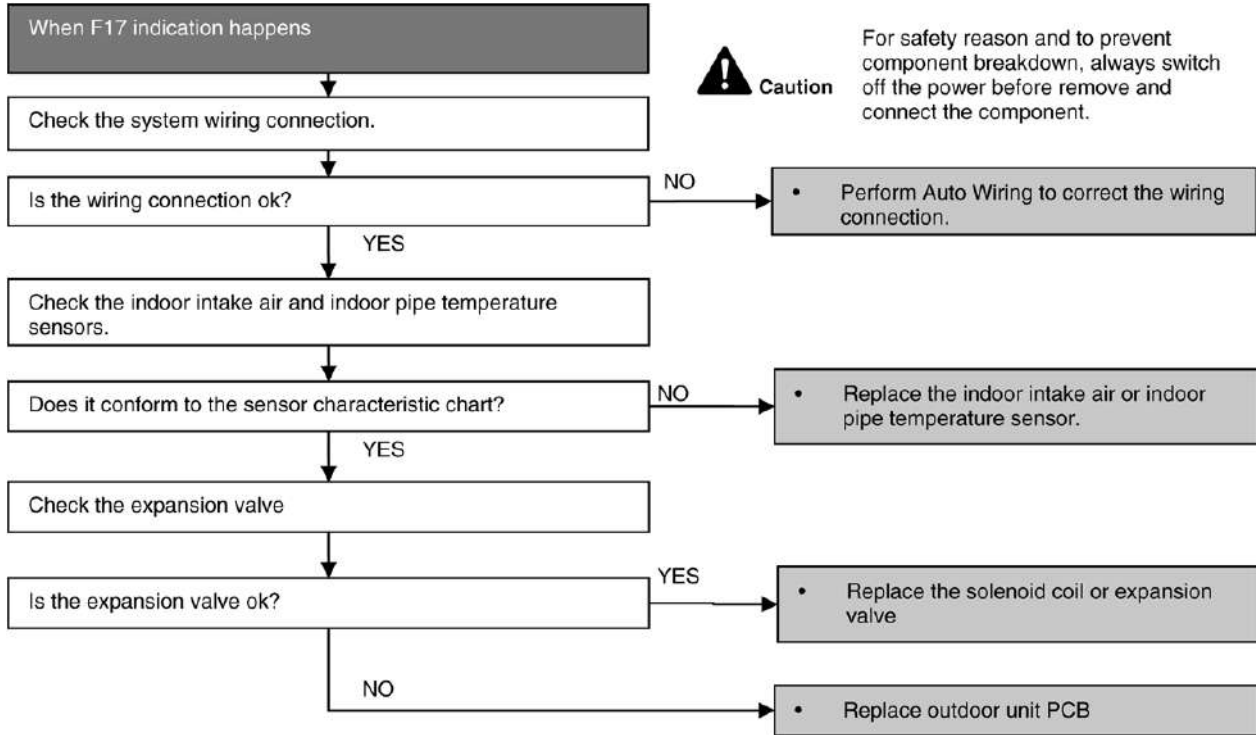 When F17 indication happens
Caution
For safety reason and to prevent
component breakdown, always switch
off the power before remove and
connect the component.
Check the system wiring connection.
Is the wiring connection ok?
NO
• Perform Auto Wiring to correct the wiring
connection.
YES
Check the indoor intake air and indoor pipe temperature
sensors.
Does it conform to the sensor characteristic chart?
NO
• Replace the indoor intake air or indoor
pipe temperature sensor.
YES
Check the expansion valve
Is the expansion valve ok?
YES
• Replace the solenoid coil or expansion
valve
NO
• Replace outdoor unit PCB